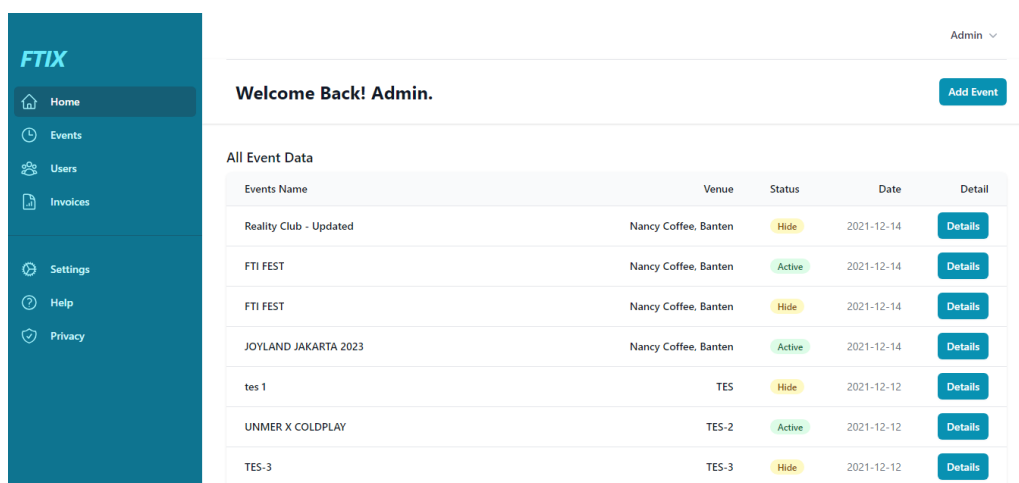 FTIX
Home
Events
Users
Invoices
Settings
Help
Privacy
Admin
Welcome Back! Admin.
Add Event
All Event Data
Events Name Venue Status Date Detail
Reality Club - Updated Nancy Coffee, Banten Hide 2021-12-14 Details
FTI FEST Nancy Coffee, Banten Active 2021-12-14 Details
FTI FEST Nancy Coffee, Banten Hide 2021-12-14 Details
JOYLAND JAKARTA 2023 Nancy Coffee, Banten Active 2021-12-14 Details
tes 1 TES Hide 2021-12-12 Details
UNMER X COLDPLAY TES-2 Active 2021-12-12 Details
TES-3 TES-3 Hide 2021-12-12 Details